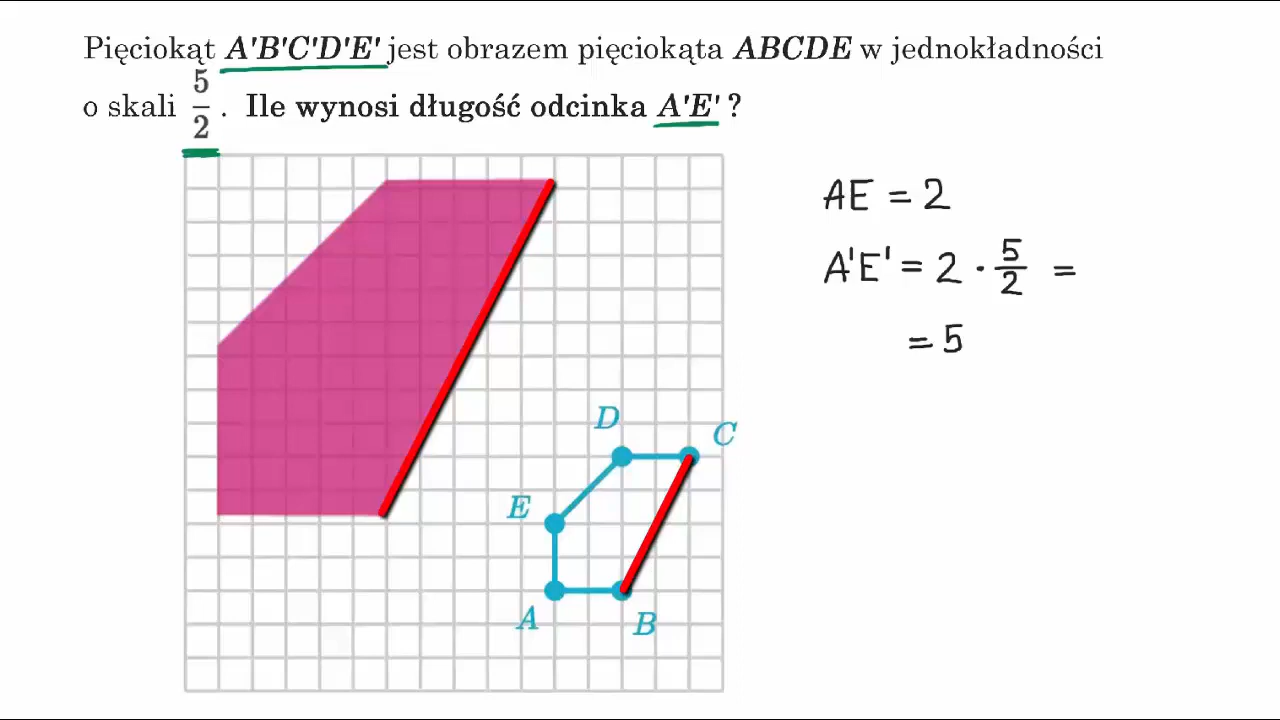 Pięciokąt A'B'C'D'E' jest obrazem pięciokąta ABCDE w jednokładności
o skali 5/2 . Ile wynosi długość odcinka A'E' ?
AE = 2
A'E' = 2 · 5/2 =
= 5
D
C
E
A
B